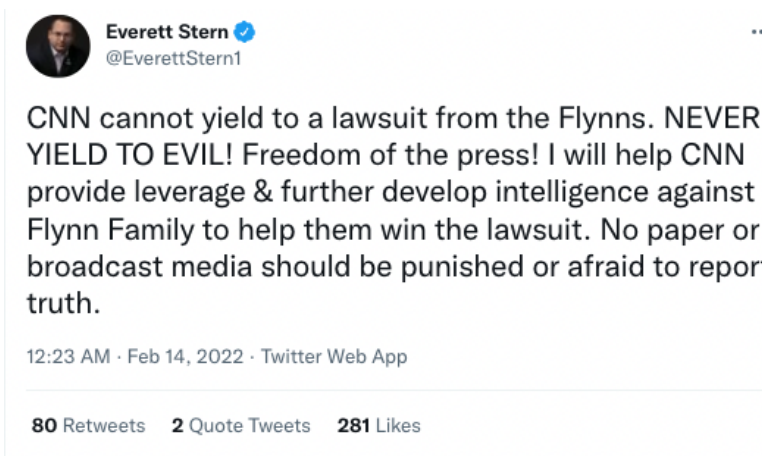 Everett Stern
@EverettStern1
CNN cannot yield to a lawsuit from the Flynns. NEVER
YIELD TO EVIL! Freedom of the press! I will help CNN
provide leverage & further develop intelligence against
Flynn Family to help them win the lawsuit. No paper or
broadcast media should be punished or afraid to repor
truth.
12:23 AM · Feb 14, 2022 · Twitter Web App
80 Retweets 2 Quote Tweets 281 Likes